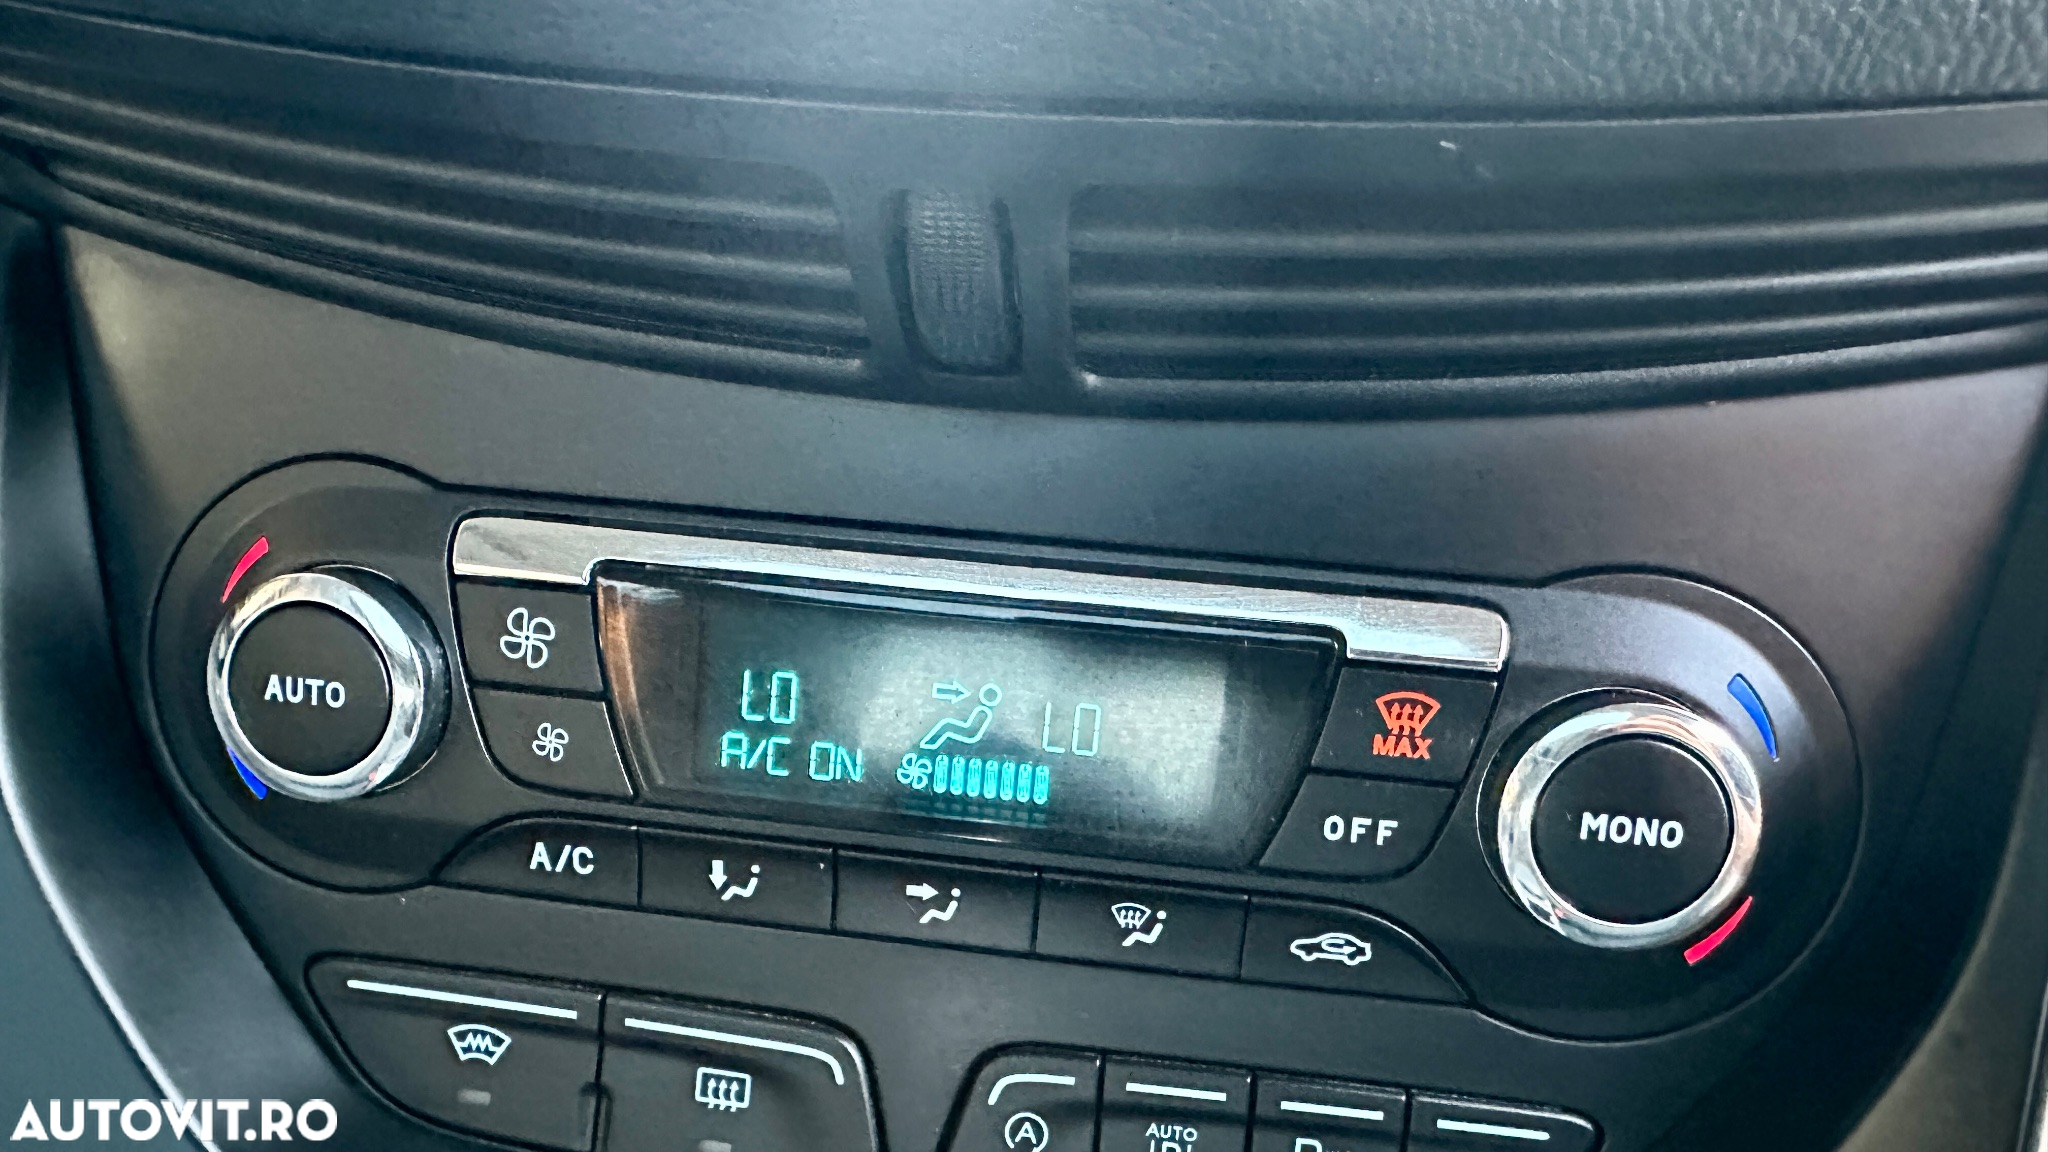 AUTO
LO
LO
A/C ON
MAX
OFF
MONO
A/C
A
AUTO
AUTOVIT.RO